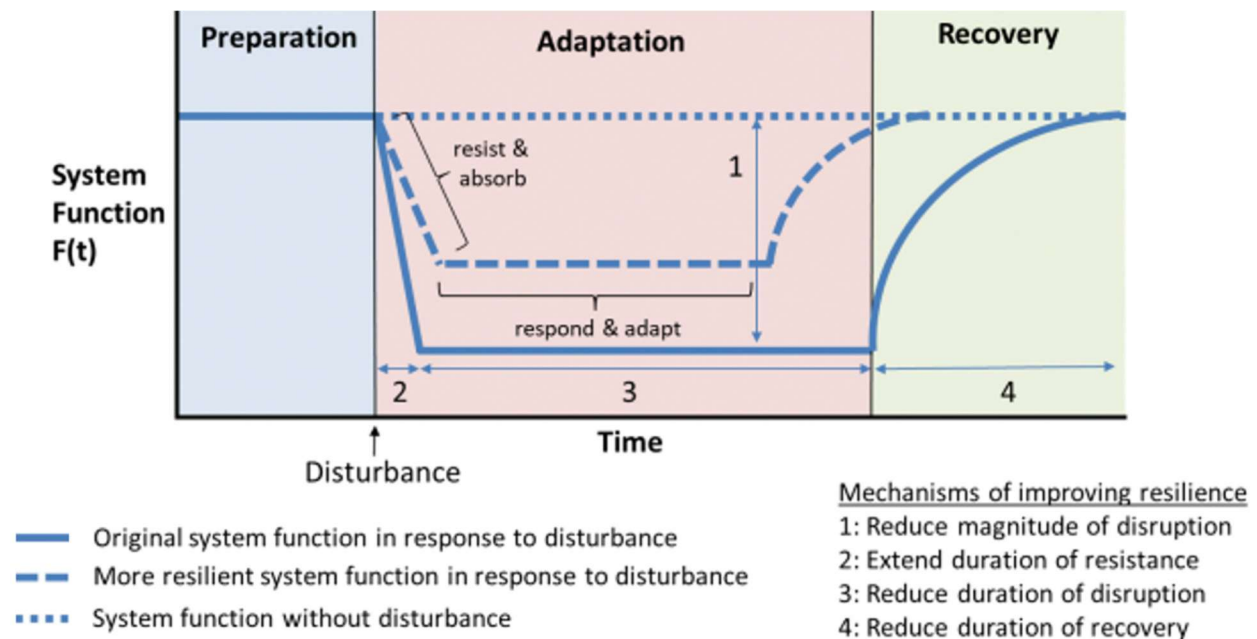 Preparation
Adaptation
Recovery
resist &
absorb
1
System
Function
F(t)
respond & adapt
2
3
4
Time
Disturbance
Mechanisms of improving resilience
1: Reduce magnitude of disruption
2: Extend duration of resistance
3: Reduce duration of disruption
4: Reduce duration of recovery
Original system function in response to disturbance
More resilient system function in response to disturbance
System function without disturbance